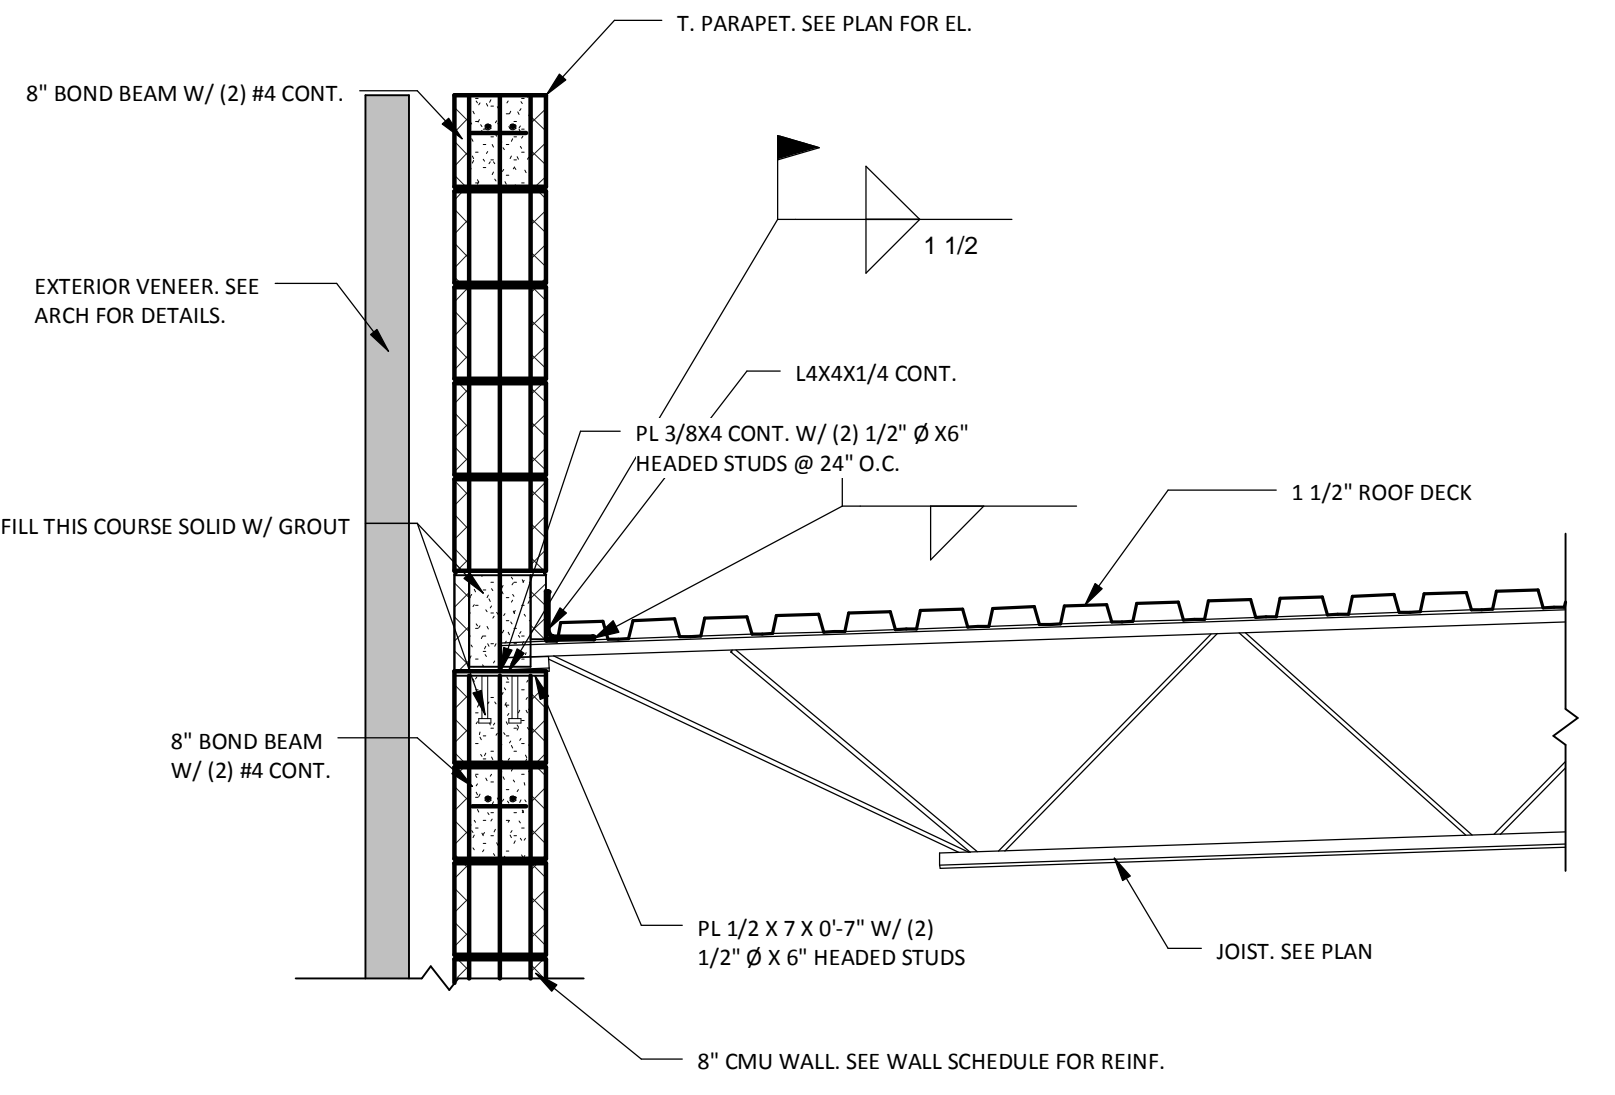 T. PARAPET. SEE PLAN FOR EL.
8" BOND BEAM W/ (2) #4 CONT.
1 1/2
EXTERIOR VENEER. SEE
ARCH FOR DETAILS.
L4X4X1/4 CONT.
PL 3/8X4 CONT. W/ (2) 1/2" Ø X6"
HEADED STUDS @ 24" O.C.
1 1/2" ROOF DECK
FILL THIS COURSE SOLID W/ GROUT
8" BOND BEAM
W/ (2) #4 CONT.
PL 1/2 X 7 X 0'-7" W/ (2)
1/2" Ø X 6" HEADED STUDS
JOIST. SEE PLAN
8" CMU WALL. SEE WALL SCHEDULE FOR REINF.